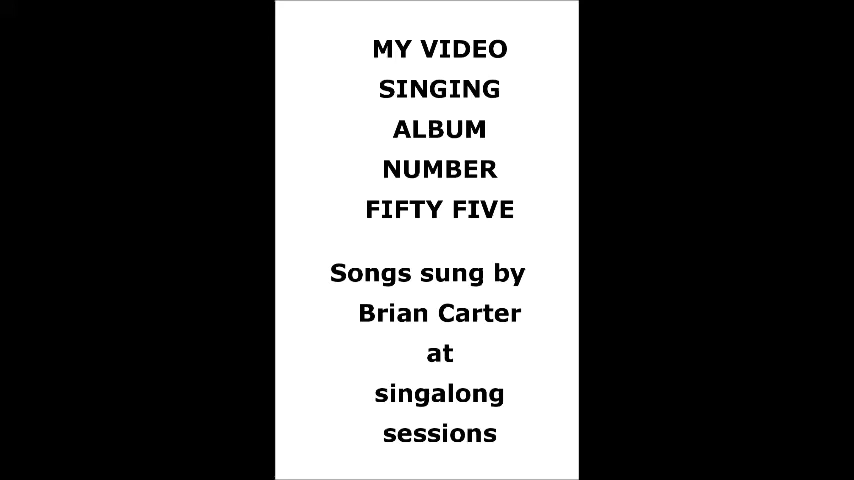 MY VIDEO
SINGING
ALBUM
NUMBER
FIFTY FIVE
Songs sung by
Brian Carter
at
singalong
sessions